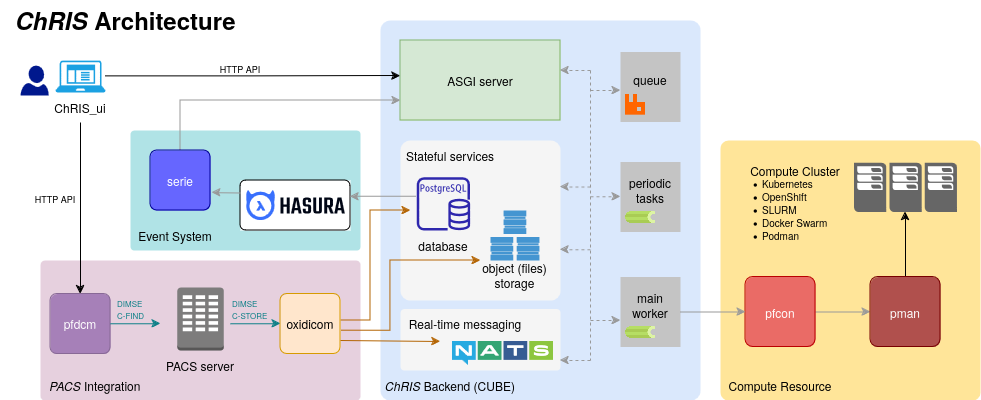 ChRIS Architecture
HTTP API
ChRIS_ui
ASGI server
queue
Stateful services
serie
HASURA
PostgreSQL
database
periodic
tasks
Compute Cluster
• Kubernetes
• OpenShift
• SLURM
• Docker Swarm
• Podman
HTTP API
Event System
object (files)
storage
pfdcm
DIMSE
C-FIND
PACS server
DIMSE
C-STORE
oxidicom
Real-time messaging
NATS
main
worker
pfcon
pman
PACS Integration
ChRIS Backend (CUBE)
Compute Resource